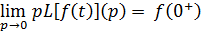 lim pL[f(t)](p) = f(0⁺)
p→0